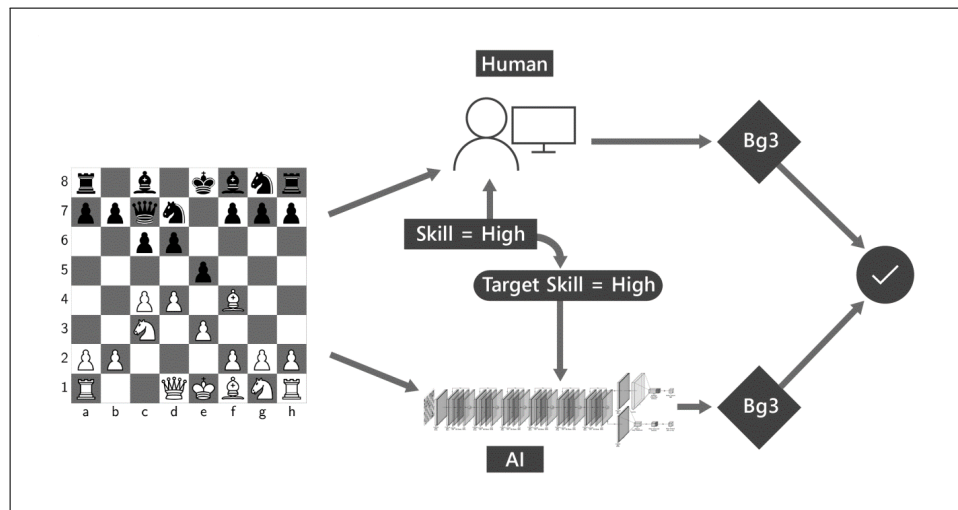 Human
Bg3
8
7
6
5
4
3
2
1
a b c d e f g h
Skill = High
Target Skill = High
Bg3
AI